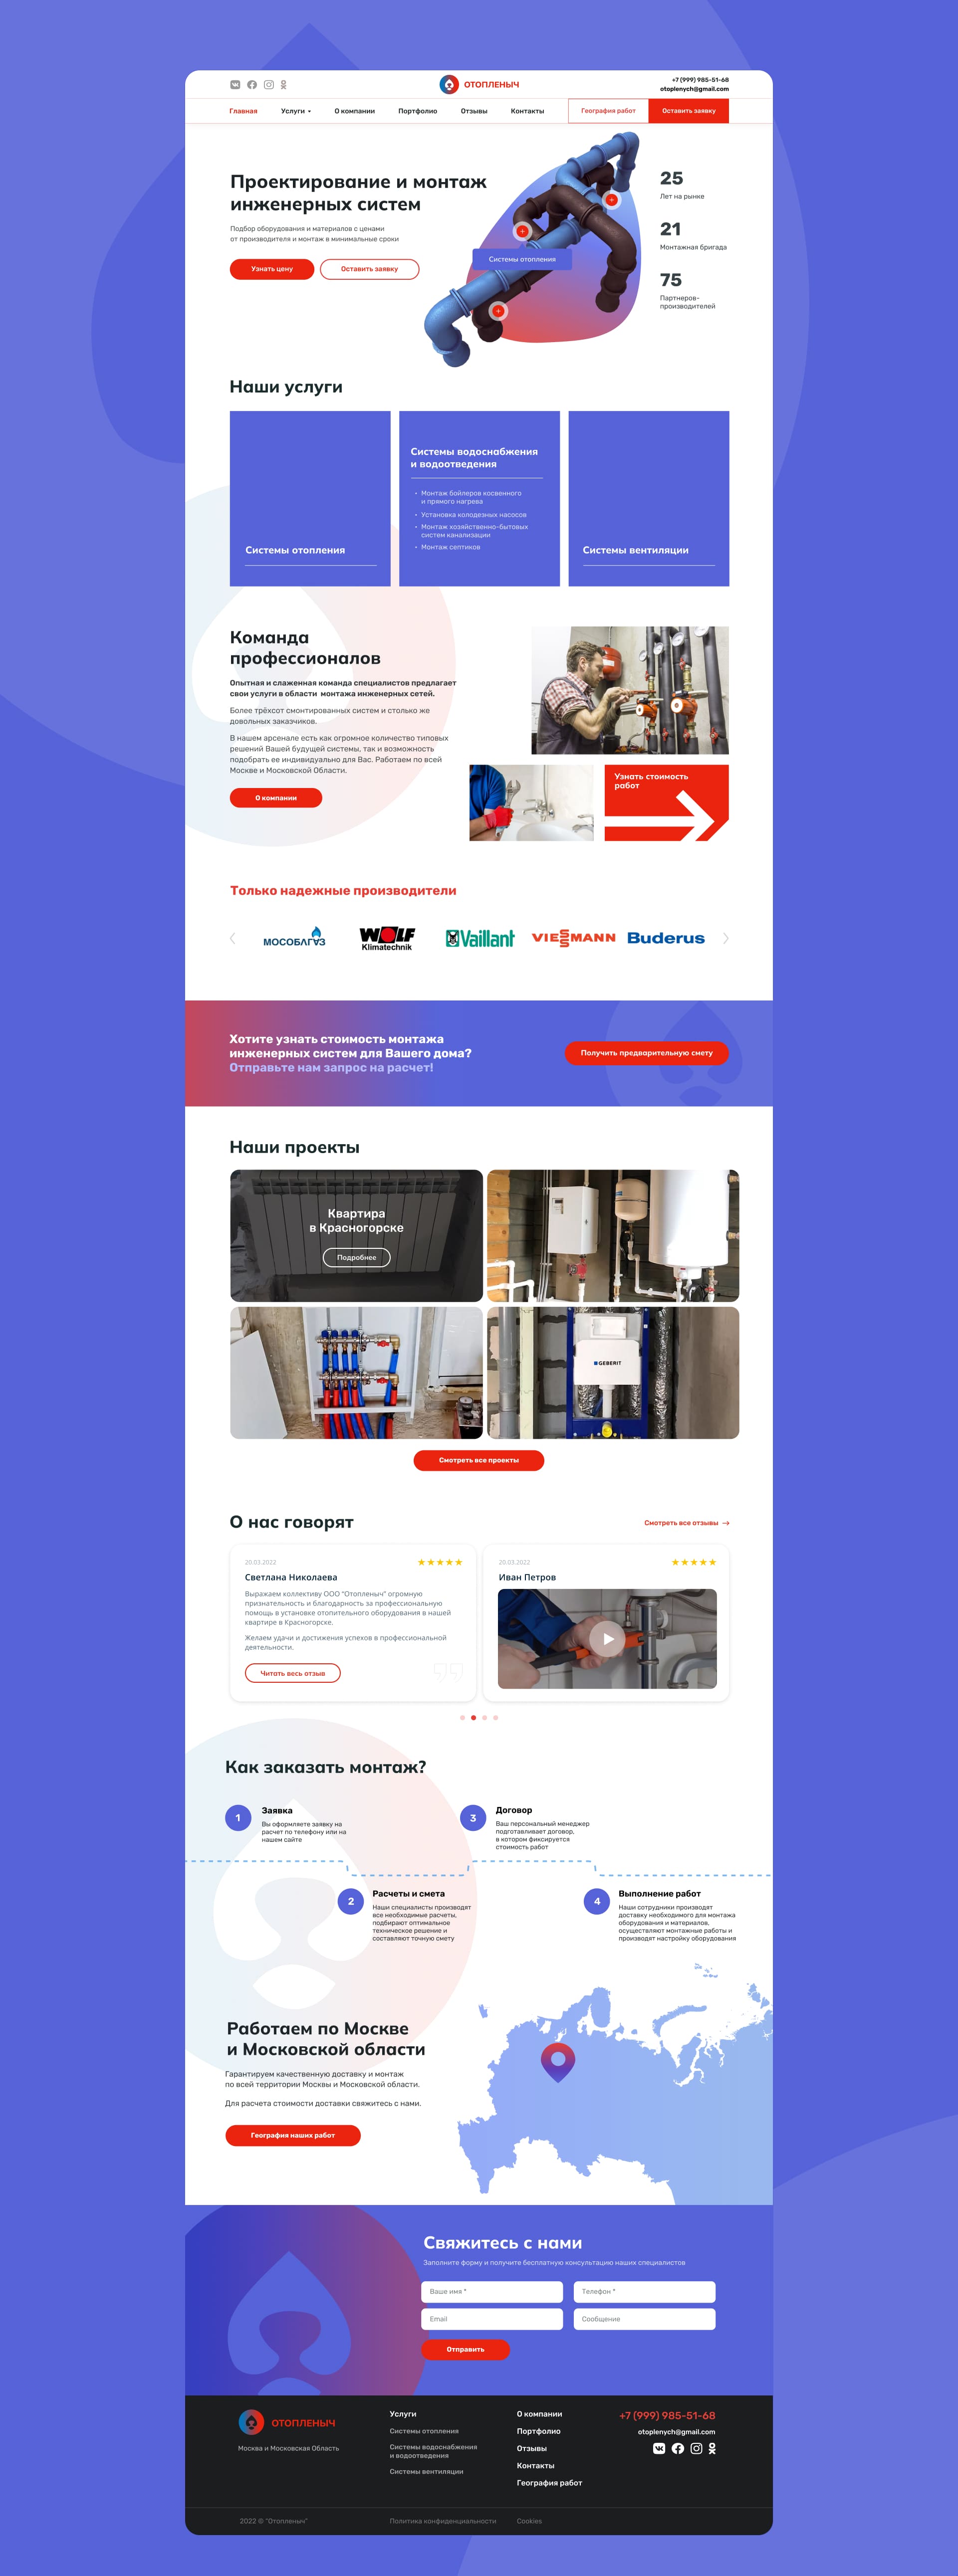 ОТОПЛЕНЫЧ
+7 (999) 985-51-68
otoplenych@gmail.com
Главная
Услуги
О компании
Портфолио
Отзывы
Контакты
География работ
Оставить заявку
Проектирование и монтаж
инженерных систем
Подбор оборудования и материалов с ценами
от производителя и монтаж в минимальные сроки
Узнать цену
Оставить заявку
Системы отопления
25
Лет на рынке
21
Монтажная бригада
75
Партнеров-
производителей
Наши услуги
Системы отопления
Системы водоснабжения
и водоотведения
• Монтаж бойлеров косвенного
и прямого нагрева
• Установка колодезных насосов
• Монтаж хозяйственно-бытовых
систем канализации
• Монтаж септиков
Системы вентиляции
Команда
профессионалов
Опытная и слаженная команда специалистов предлагает
свои услуги в области монтажа инженерных сетей.
Более трёхсот смонтированных систем и столько же
довольных заказчиков.
В нашем арсенале есть как огромное количество типовых
решений Вашей будущей системы, так и возможность
подобрать ее индивидуально для Вас. Работаем по всей
Москве и Московской Области.
О компании
Узнать стоимость
работ
Только надежные производители
МОСОБЛГАЗ
WOLF
Klimatechnik
Vaillant
VIESSMANN
Buderus
Хотите узнать стоимость монтажа
инженерных систем для Вашего дома?
Отправьте нам запрос на расчет!
Получить предварительную смету
Наши проекты
Квартира
в Красногорске
Подробнее
GEBERIT
Смотреть все проекты
О нас говорят
Смотреть все отзывы
20.03.2022
Светлана Николаева
Выражаем коллективу ООО "Отопленыч" огромную
признательность и благодарность за профессиональную
помощь в установке отопительного оборудования в нашей
квартире в Красногорске.
Желаем удачи и достижения успехов в профессиональной
деятельности.
Читать весь отзыв
20.03.2022
Иван Петров
Как заказать монтаж?
1
Заявка
Вы оформляете заявку на
расчет по телефону или на
нашем сайте
3
Договор
Ваш персональный менеджер
подготавливает договор,
в котором фиксируется
стоимость работ
2
Расчеты и смета
Наши специалисты производят
все необходимые расчеты,
подбирают оптимальное
техническое решение и
составляют точную смету
4
Выполнение работ
Наши сотрудники производят
доставку необходимого для монтажа
оборудования и материалов,
осуществляют монтажные работы и
производят настройку оборудования
Работаем по Москве
и Московской области
Гарантируем качественную доставку и монтаж
по всей территории Москвы и Московской области.
Для расчета стоимости доставки свяжитесь с нами.
География наших работ
Свяжитесь с нами
Заполните форму и получите бесплатную консультацию наших специалистов
Ваше имя *
Телефон *
Email
Сообщение
Отправить
ОТОПЛЕНЫЧ
Москва и Московская Область
Услуги
Системы отопления
Системы водоснабжения
и водоотведения
Системы вентиляции
О компании
Портфолио
Отзывы
Контакты
География работ
+7 (999) 985-51-68
otoplenych@gmail.com
2022 © "Отопленыч"
Политика конфиденциальности
Cookies